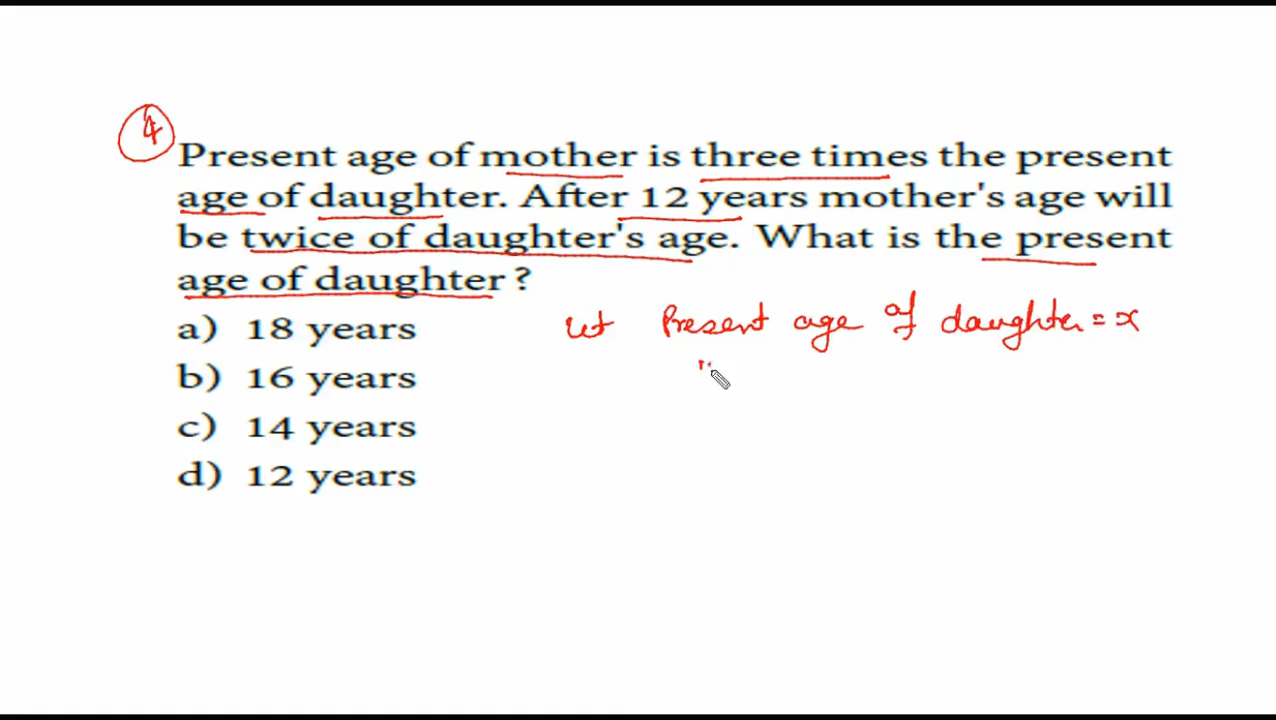 4
Present age of mother is three times the present
age of daughter. After 12 years mother's age will
be twice of daughter's age. What is the present
age of daughter ?
a) 18 years
let Present age of daughter = x
"
b) 16 years
c) 14 years
d) 12 years